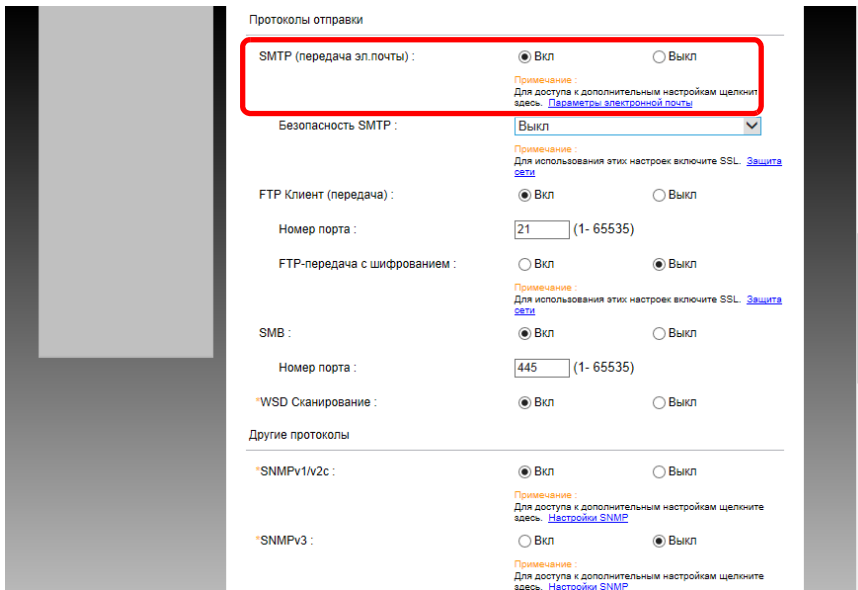 Протоколы отправки
SMTP (передача эл.почты) : Вкл Выкл
Примечание :
Для доступа к дополнительным настройкам щелкните
здесь. Параметры электронной почты
Безопасность SMTP : Выкл
Примечание :
Для использования этих настроек включите SSL. Защита
сети
FTP Клиент (передача) : Вкл Выкл
Номер порта : 21 (1- 65535)
FTP-передача с шифрованием : Вкл Выкл
Примечание :
Для использования этих настроек включите SSL. Защита
сети
SMB : Вкл Выкл
Номер порта : 445 (1- 65535)
*WSD Сканирование : Вкл Выкл
Другие протоколы
*SNMPv1/v2c : Вкл Выкл
Примечание :
Для доступа к дополнительным настройкам щелкните
здесь. Настройки SNMP
*SNMPv3 : Вкл Выкл
Примечание :
Для доступа к дополнительным настройкам щелкните
здесь. Настройки SNMP